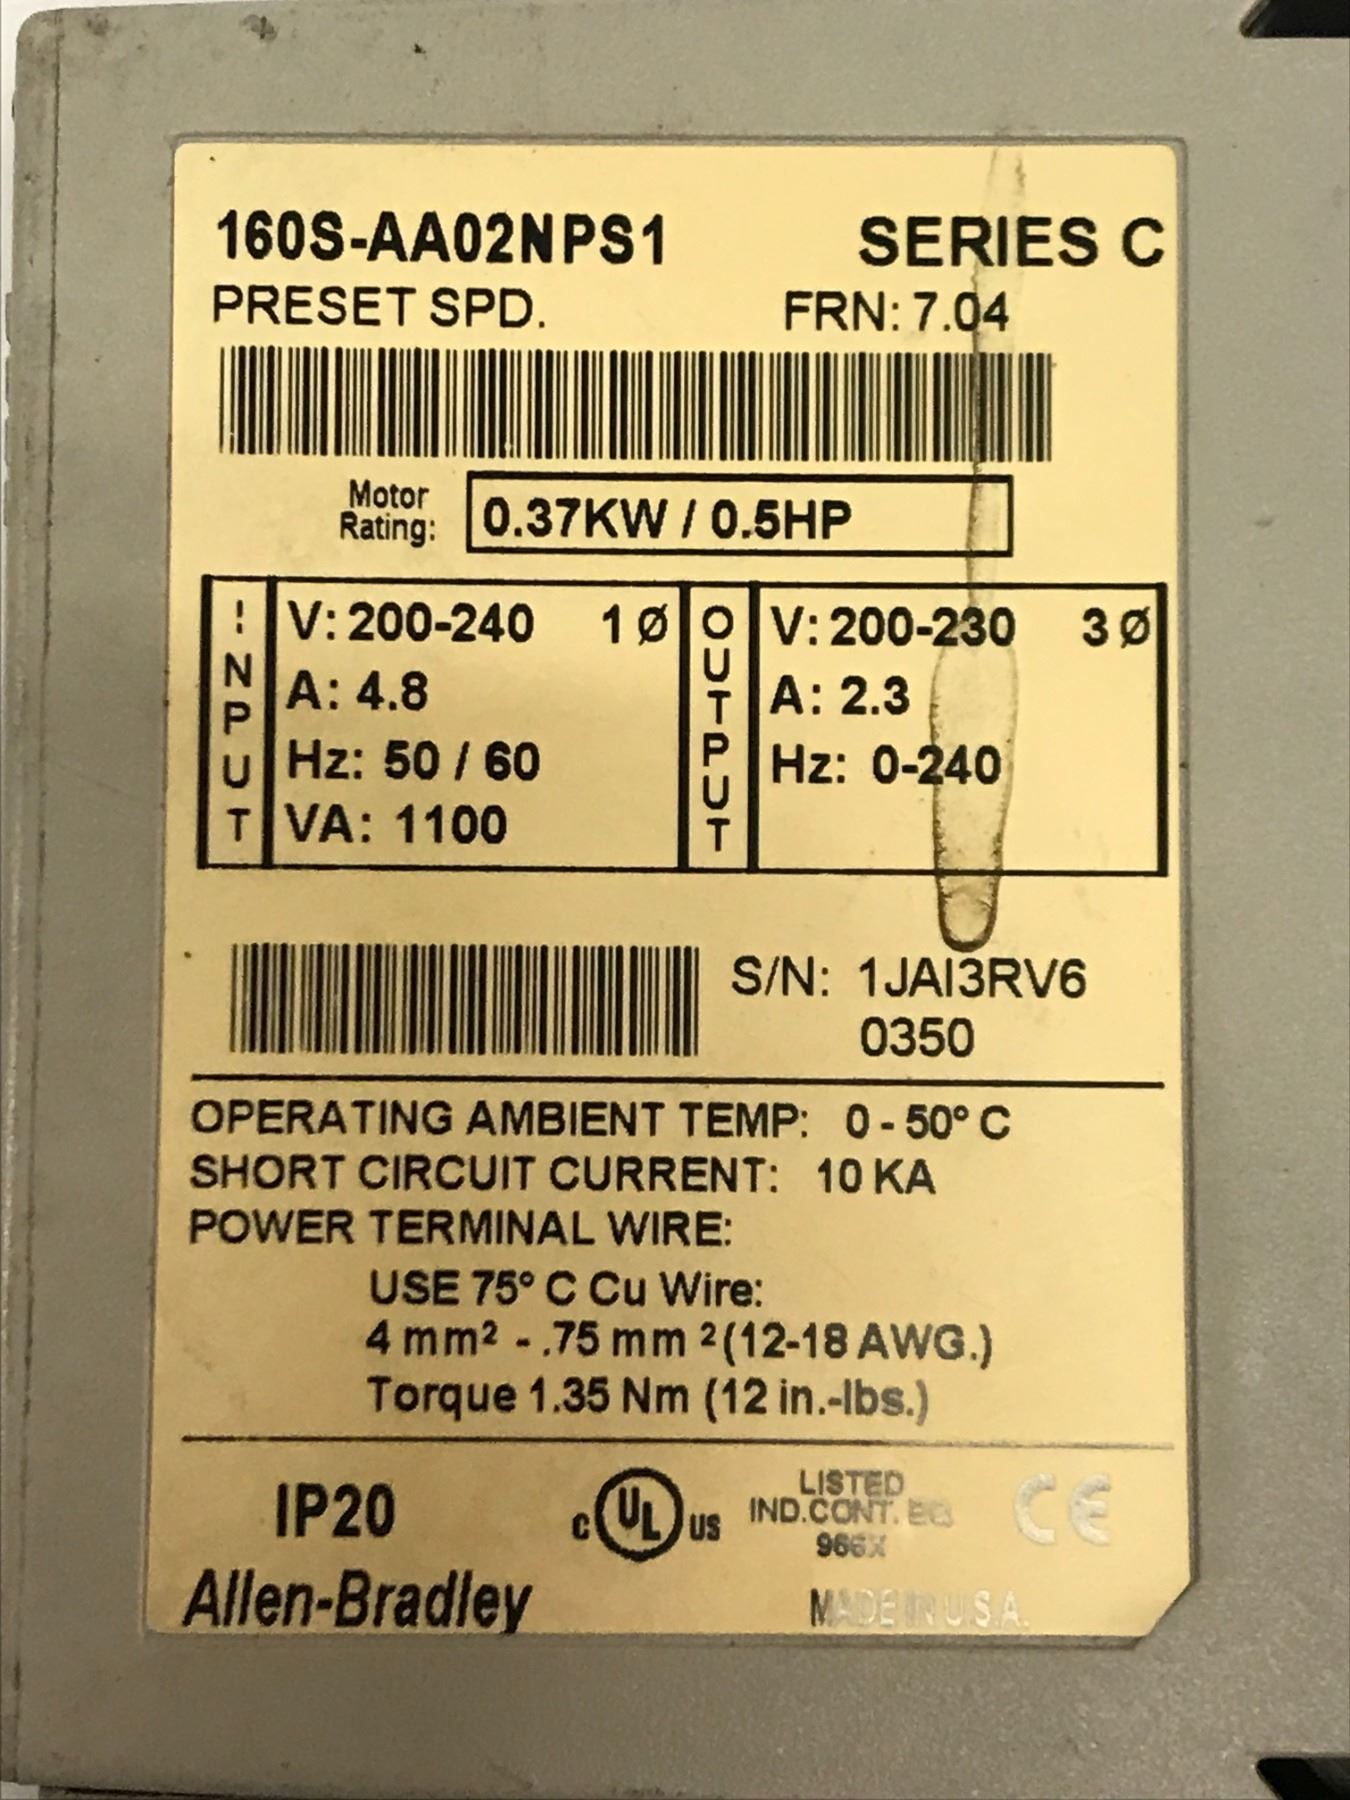 160S-AA02NPS1 SERIES C
PRESET SPD. FRN: 7.04
Motor Rating: 0.37KW / 0.5HP
INPUT
V: 200-240 1Ø
A: 4.8
Hz: 50 / 60
VA: 1100
OUTPUT
V: 200-230 3Ø
A: 2.3
Hz: 0-240
S/N: 1JAI3RV6
0350
OPERATING AMBIENT TEMP: 0 - 50° C
SHORT CIRCUIT CURRENT: 10 KA
POWER TERMINAL WIRE:
USE 75° C Cu Wire:
4 mm² - .75 mm ² (12-18 AWG.)
Torque 1.35 Nm (12 in.-lbs.)
IP20 c UL us LISTED CE
IND.CONT. EQ
966X
Allen-Bradley MADE IN U.S.A.